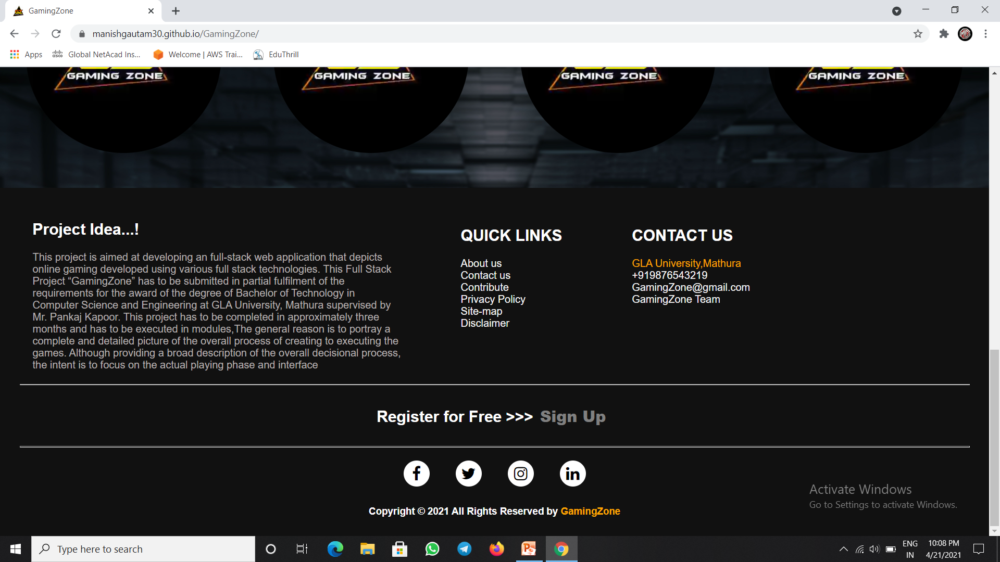 GamingZone
manishgautam30.github.io/GamingZone/
Apps
Global NetAcad Ins...
Welcome | AWS Trai...
EduThrill
GAMING ZONE
GAMING ZONE
GAMING ZONE
GAMING ZONE
Project Idea...!
This project is aimed at developing an full-stack web application that depicts
online gaming developed using various full stack technologies. This Full Stack
Project “GamingZone” has to be submitted in partial fulfilment of the
requirements for the award of the degree of Bachelor of Technology in
Computer Science and Engineering at GLA University, Mathura supervised by
Mr. Pankaj Kapoor. This project has to be completed in approximately three
months and has to be executed in modules,The general reason is to portray a
complete and detailed picture of the overall process of creating to executing the
games. Although providing a broad description of the overall decisional process,
the intent is to focus on the actual playing phase and interface
QUICK LINKS
About us
Contact us
Contribute
Privacy Policy
Site-map
Disclaimer
CONTACT US
GLA University,Mathura
+919876543219
GamingZone@gmail.com
GamingZone Team
Register for Free >>> Sign Up
Copyright © 2021 All Rights Reserved by GamingZone
Activate Windows
Go to Settings to activate Windows.
Type here to search
ENG
IN
10:08 PM
4/21/2021